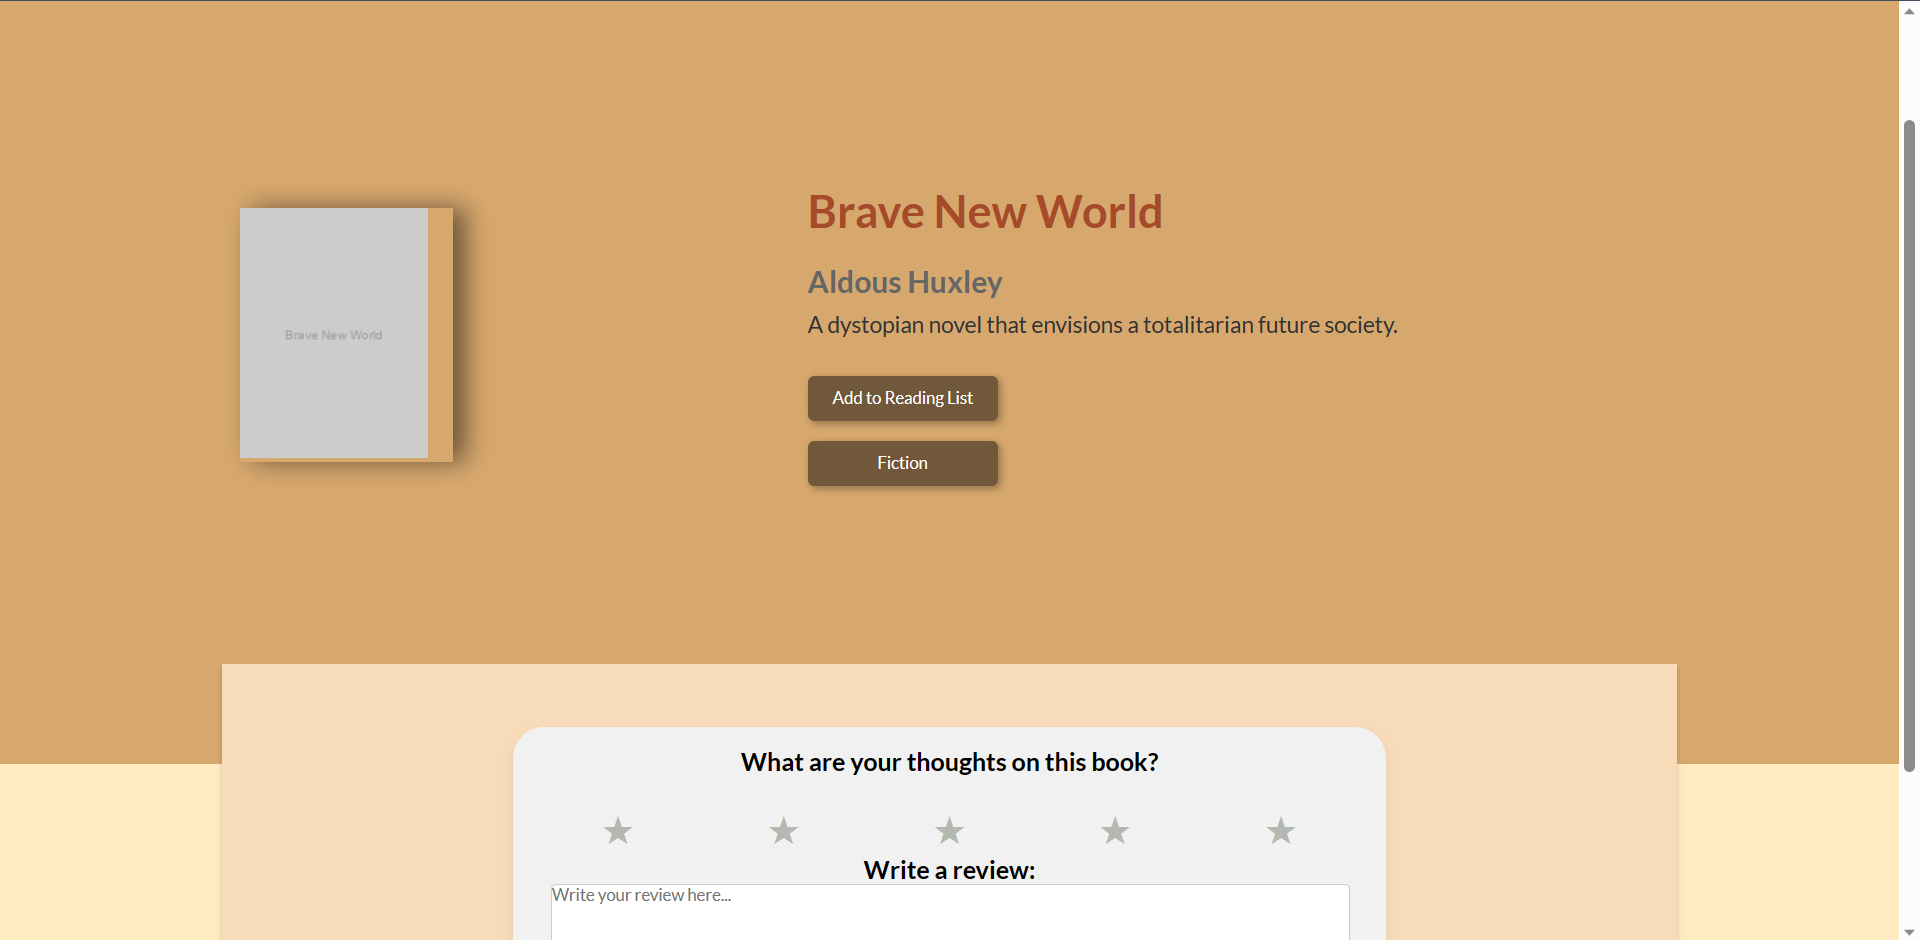 Brave New World
Brave New World
Aldous Huxley
A dystopian novel that envisions a totalitarian future society.
Add to Reading List
Fiction
What are your thoughts on this book?
Write a review:
Write your review here...